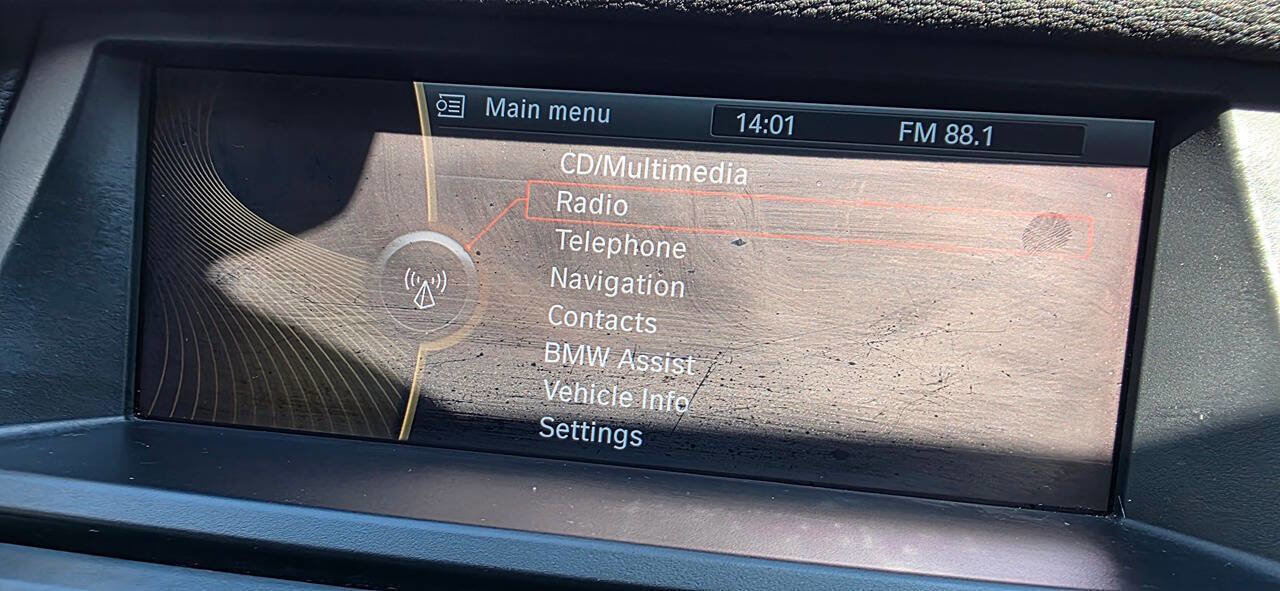 Main menu
14:01 FM 88.1
CD/Multimedia
Radio
Telephone
Navigation
Contacts
BMW Assist
Vehicle Info
Settings